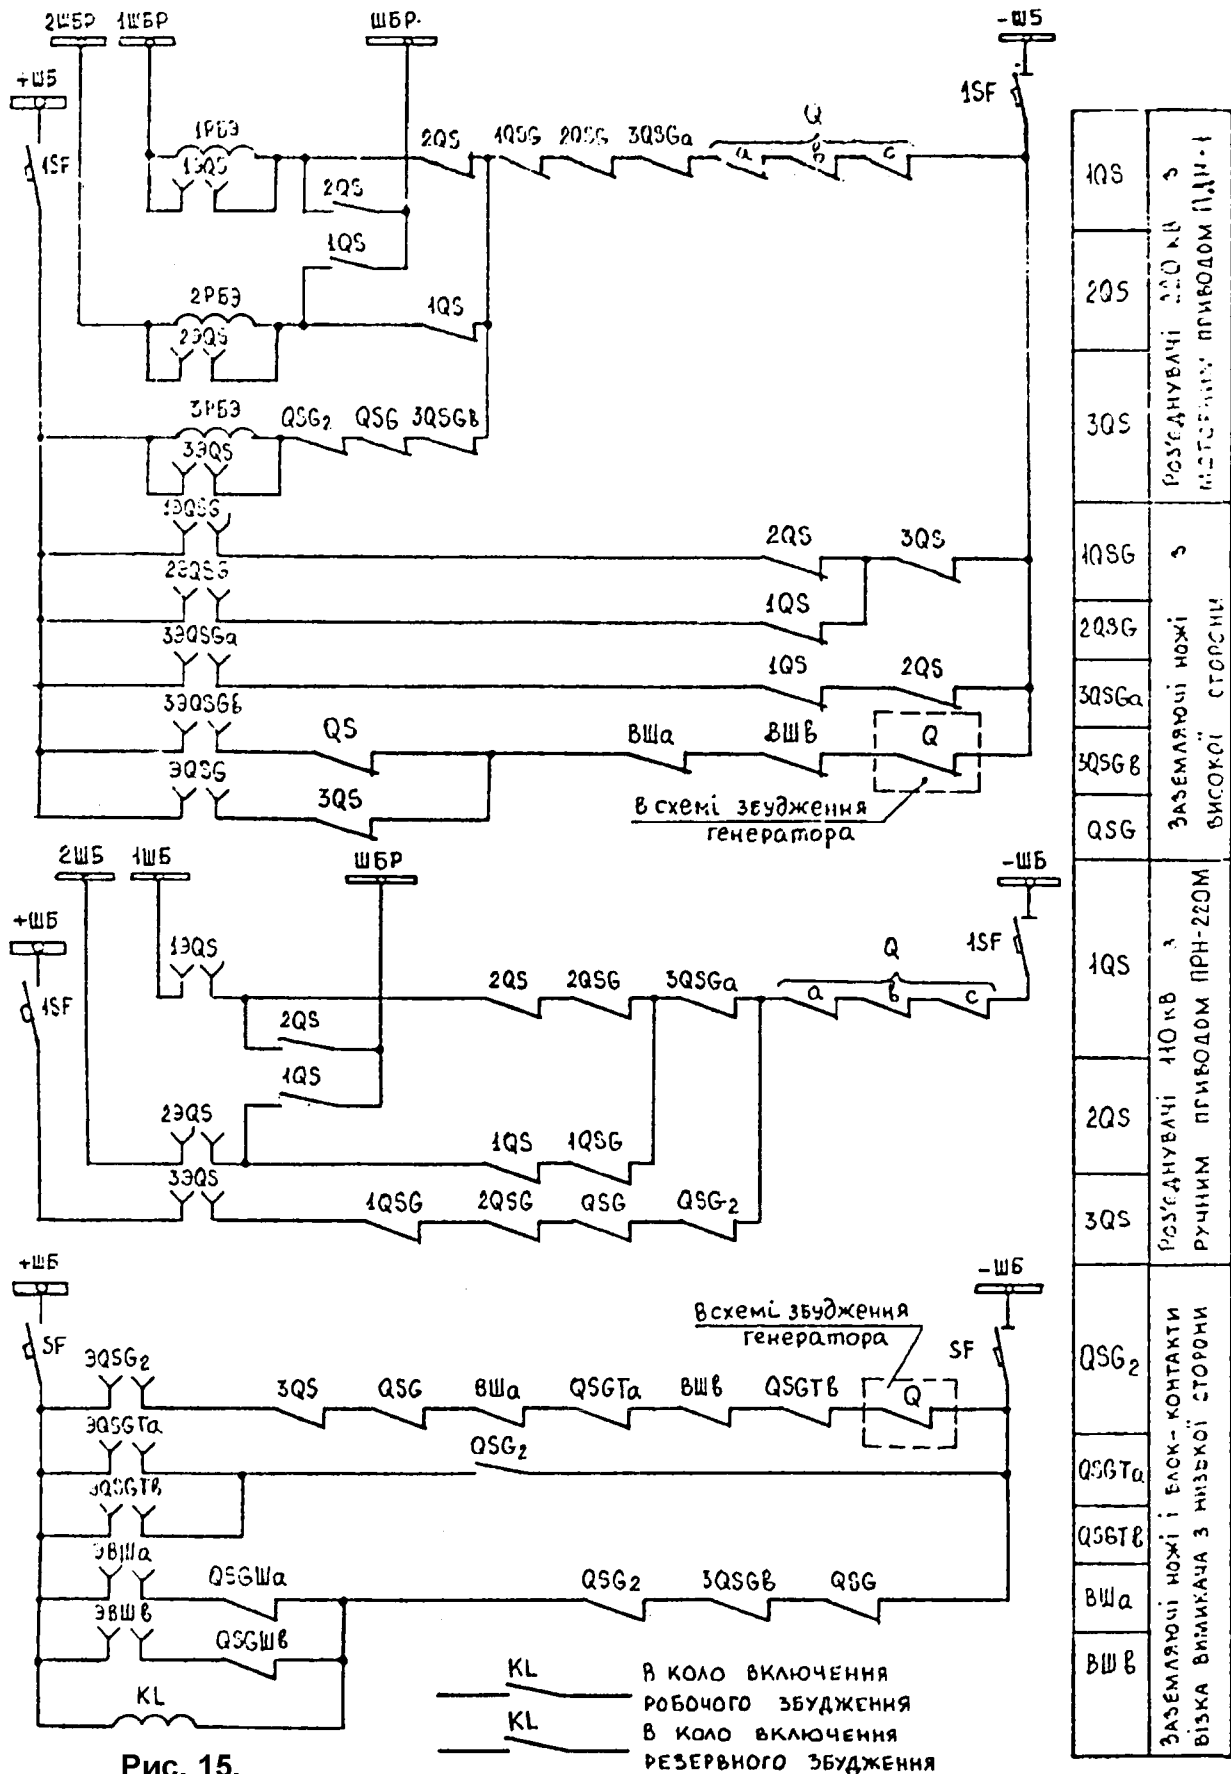 2ШБР 1ШБР ШБР. -ШБ
+ШБ
1SF
1SF
1РБЭ
1ЭQS
2QS 1QSG 2QSG 3QSGa
Q
a в c
2QS
1QS
2РБЭ
2ЭQS
1QS
3РБЭ
3ЭQS
QSG2 QSG 3QSGв
1ЭQSG
2QS 3QS
2ЭQSG
1QS
3ЭQSGa
1QS 2QS
3ЭQSGв
QS ВШа ВШв Q
ЭQSG
3QS
В схемі збудження
генератора
2ШБ 1ШБ ШБР -ШБ
+ШБ
1SF
1SF
1ЭQS
2QS 2QSG 3QSGa
Q
a в c
2QS
1QS
2ЭQS
1QS 1QSG
3ЭQS
1QSG 2QSG QSG QSG2
+ШБ -ШБ
В схемі збудження
генератора
SF
SF
ЭQSG2
3QS QSG ВШа QSGTа ВШв QSGTв Q
ЭQSGTа
QSG2
ЭQSGTв
ЭВШа
QSGШа QSG2 3QSGв QSG
ЭВШв
QSGШв
KL
KL В КОЛО ВКЛЮЧЕННЯ
РОБОЧОГО ЗБУДЖЕННЯ
KL В КОЛО ВКЛЮЧЕННЯ
РЕЗЕРВНОГО ЗБУДЖЕННЯ
Рис. 15.
1QS
2QS
3QS
РОЗ'ЄДНУВАЧІ 220 кВ З
МОТОРНИМ ПРИВОДОМ ПДН-1
1QSG
2QSG
3QSGa
3QSGв
QSG
ЗАЗЕМЛЯЮЧІ НОЖІ З
ВИСОКОЇ СТОРОНИ
1QS
2QS
3QS
РОЗ'ЄДНУВАЧІ 110 кВ З
РУЧНИМ ПРИВОДОМ ПРН-220М
QSG2
QSGTа
QSGTв
ВШа
ВШв
ЗАЗЕМЛЯЮЧІ НОЖІ І БЛОК-КОНТАКТИ
ВІЗКА ВИМИКАЧА З НИЗЬКОЇ СТОРОНИ